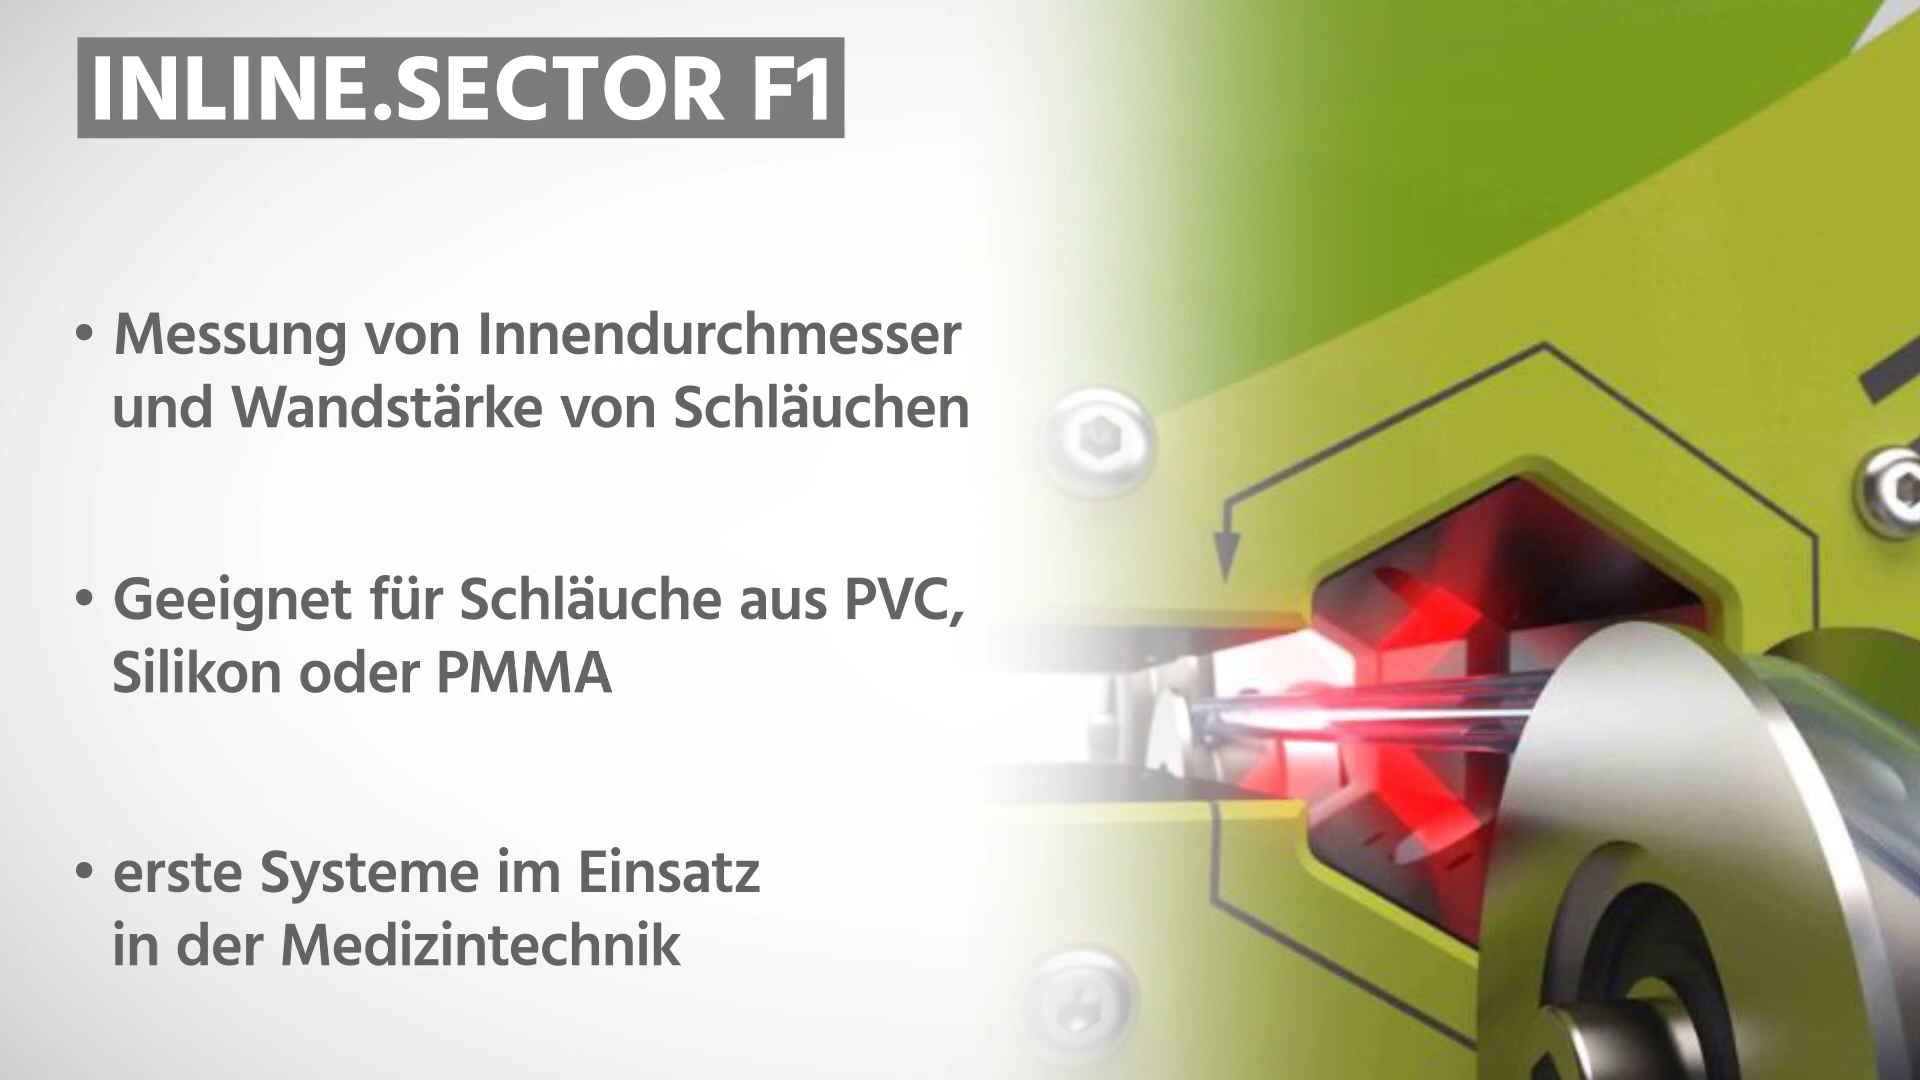 INLINE.SECTOR F1
• Messung von Innendurchmesser
und Wandstärke von Schläuchen
• Geeignet für Schläuche aus PVC,
Silikon oder PMMA
• erste Systeme im Einsatz
in der Medizintechnik